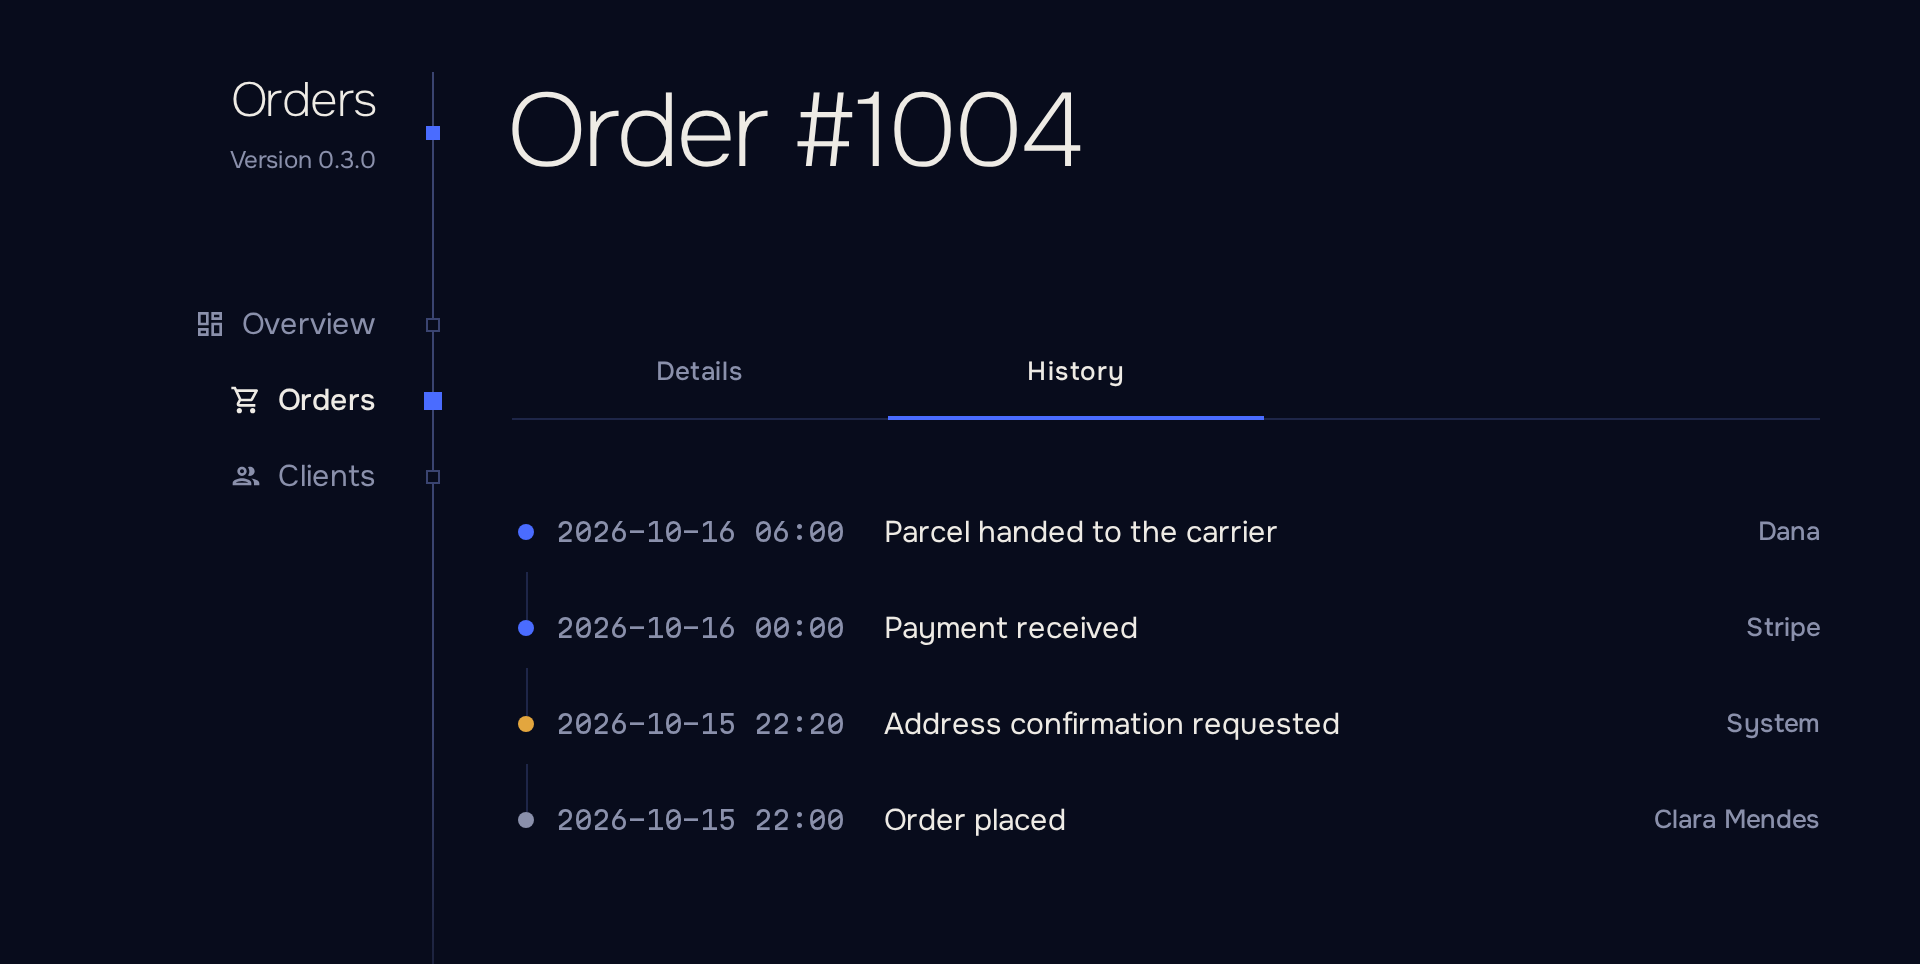 Orders
Version 0.3.0
Overview
Orders
Clients
Order #1004
Details History
2026-10-16 06:00 Parcel handed to the carrier Dana
2026-10-16 00:00 Payment received Stripe
2026-10-15 22:20 Address confirmation requested System
2026-10-15 22:00 Order placed Clara Mendes